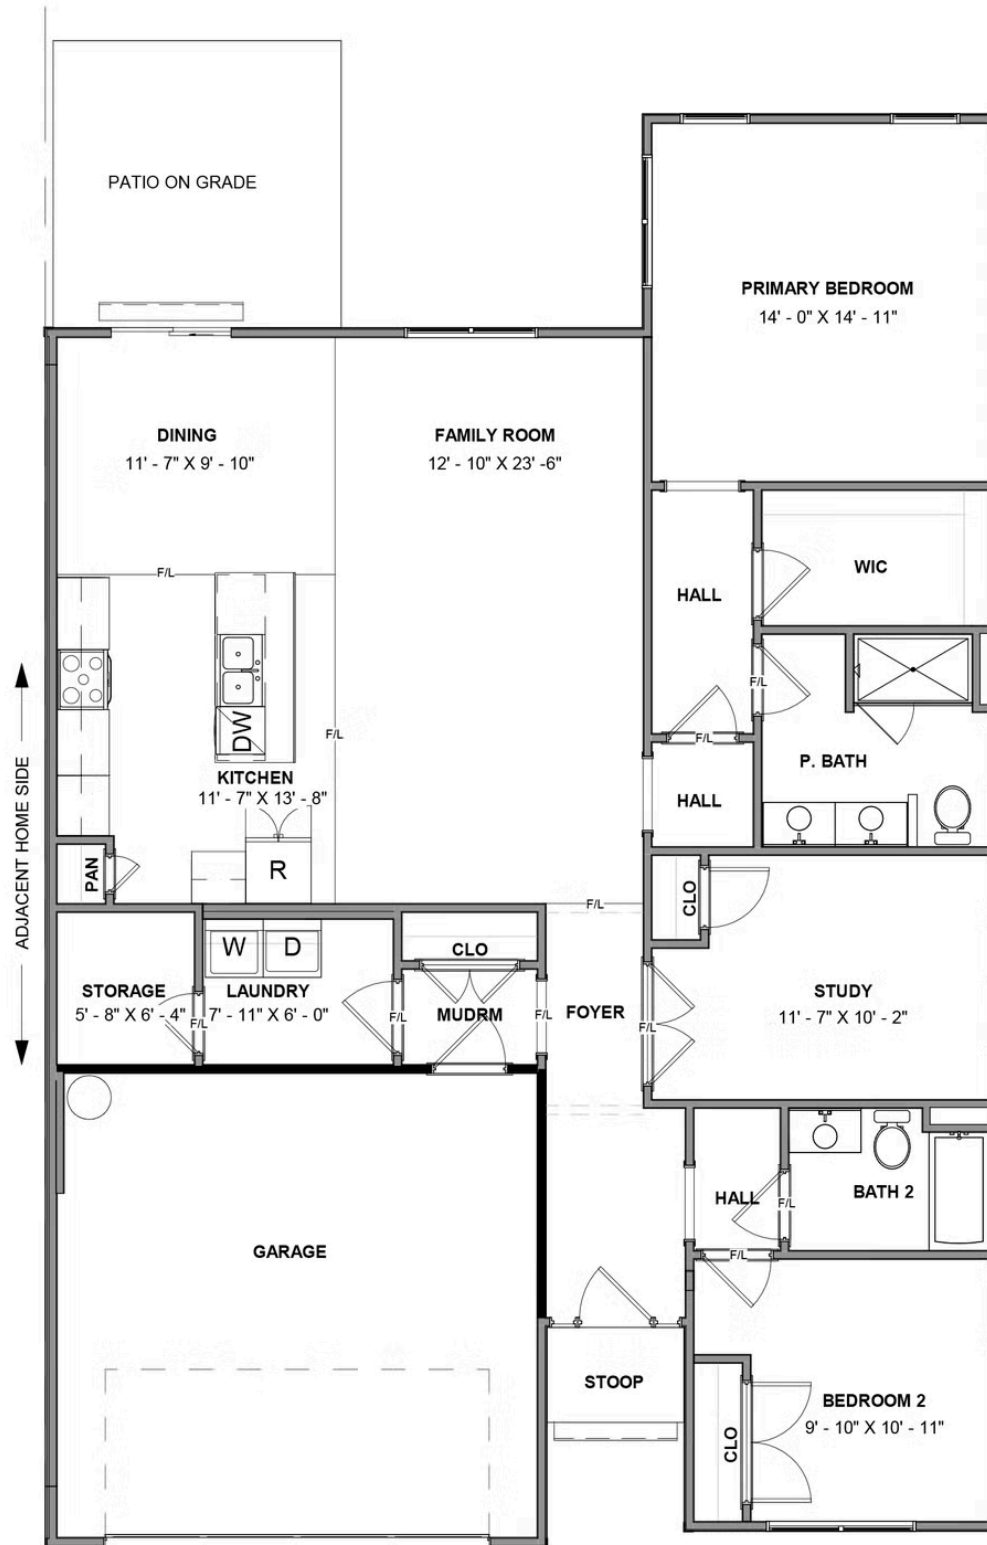 PATIO ON GRADE
PRIMARY BEDROOM
14' - 0" X 14' - 11"
DINING
11' - 7" X 9' - 10"
FAMILY ROOM
12' - 10" X 23' -6"
F/L
WIC
HALL
F/L
F/L
F/L
DW
P. BATH
KITCHEN
11' - 7" X 13' - 8"
HALL
ADJACENT HOME SIDE
PAN
R
CLO
F/L
W
D
CLO
STORAGE
5' - 8" X 6' - 4"
LAUNDRY
7' - 11" X 6' - 0"
MUDRM
FOYER
STUDY
11' - 7" X 10' - 2"
F/L
F/L
F/L
F/L
HALL
BATH 2
F/L
F/L
GARAGE
STOOP
BEDROOM 2
9' - 10" X 10' - 11"
CLO